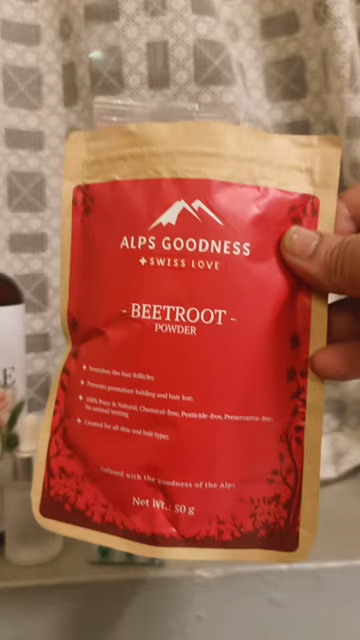 ALPS GOODNESS
+SWISS LOVE
- BEETROOT -
POWDER
Nourishes the hair follicles
Prevents premature balding and hair loss
100% Pure & Natural, Chemical-free, Pesticide-free, Preservative-free,
No animal testing
Created for all skin and hair types
Infused with the goodness of the Alps
Net Wt.: 50 g
E